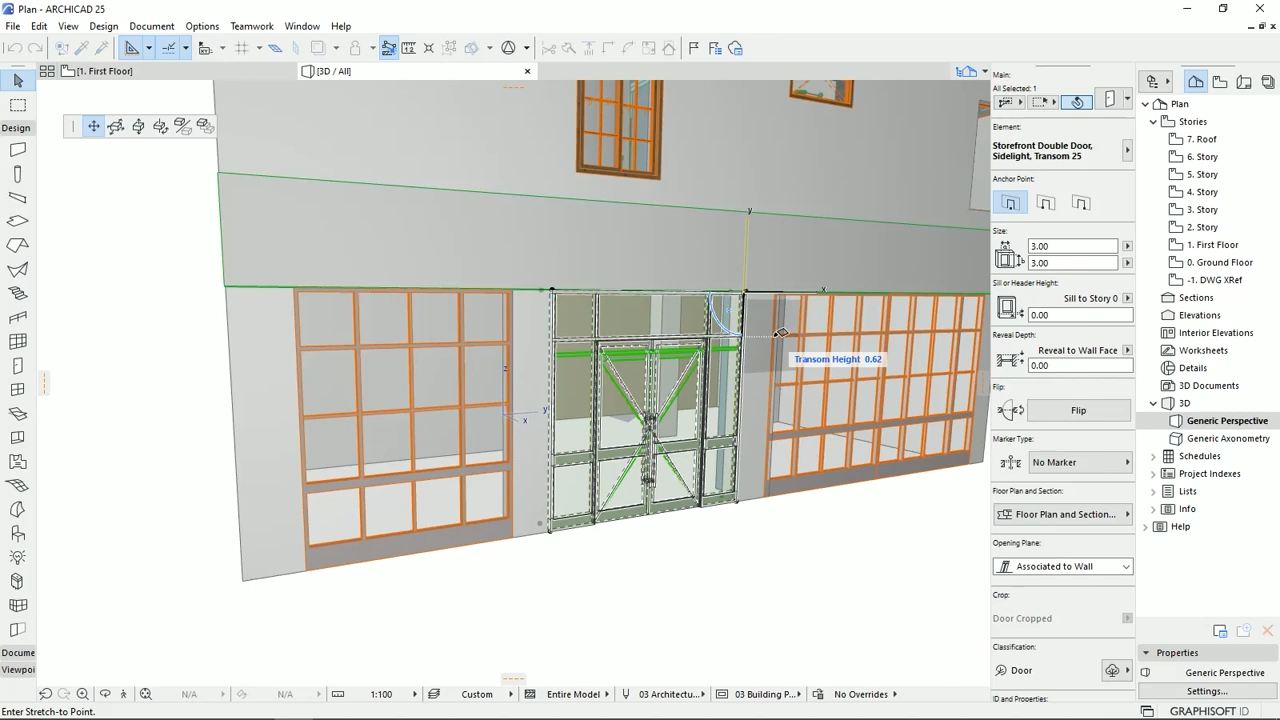 Plan - ARCHICAD 25
File Edit View Design Document Options Teamwork Window Help
[1. First Floor]
[3D / All]
Design
Docume
Viewpoi
y
x
z
y
x
Transom Height 0.62
Main:
All Selected: 1
Element:
Storefront Double Door,
Sidelight, Transom 25
Anchor Point:
Size:
3.00
3.00
Sill or Header Height:
Sill to Story 0
0.00
Reveal Depth:
Reveal to Wall Face
0.00
Flip:
Flip
Marker Type:
No Marker
Floor Plan and Section:
Floor Plan and Section...
Opening Plane:
Associated to Wall
Crop:
Door Cropped
Classification:
Door
ID and Properties:
Plan
Stories
7. Roof
6. Story
5. Story
4. Story
3. Story
2. Story
1. First Floor
0. Ground Floor
-1. DWG XRef
Sections
Elevations
Interior Elevations
Worksheets
Details
3D Documents
3D
Generic Perspective
Generic Axonometry
Schedules
Project Indexes
Lists
Info
Help
Properties
Generic Perspective
Settings...
N/A N/A 1:100 Custom Entire Model 03 Architectu... 03 Building P... No Overrides
Enter Stretch-to Point.
GRAPHISOFT ID